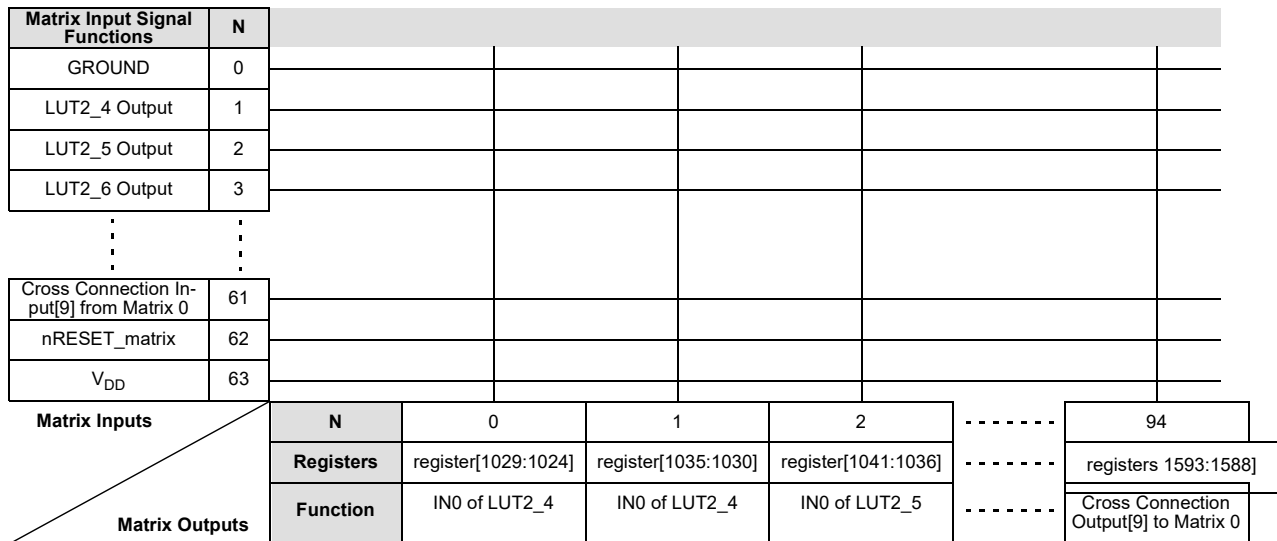 Matrix Input Signal
Functions
N
GROUND
0
LUT2_4 Output
1
LUT2_5 Output
2
LUT2_6 Output
3
Cross Connection In-
put[9] from Matrix 0
61
nRESET_matrix
62
VDD
63
Matrix Inputs
Matrix Outputs
N
0
1
2
94
Registers
register[1029:1024]
register[1035:1030]
register[1041:1036]
registers 1593:1588]
Function
IN0 of LUT2_4
IN0 of LUT2_4
IN0 of LUT2_5
Cross Connection
Output[9] to Matrix 0